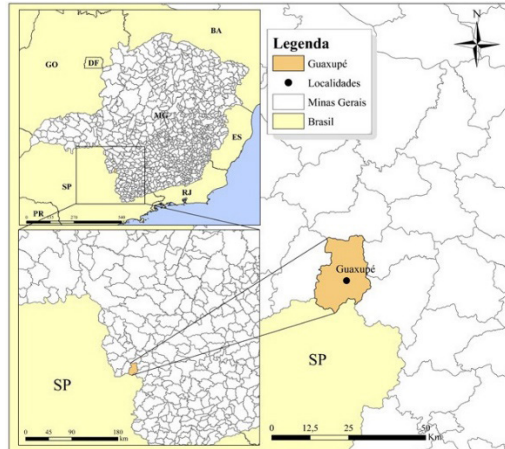 BA
GO
DF
MG
ES
SP
RJ
PR
Legenda
Guaxupé
Localidades
Minas Gerais
Brasil
N
Guaxupé
SP
SP
0 45 90 180
km
0 12,5 25 50
Km